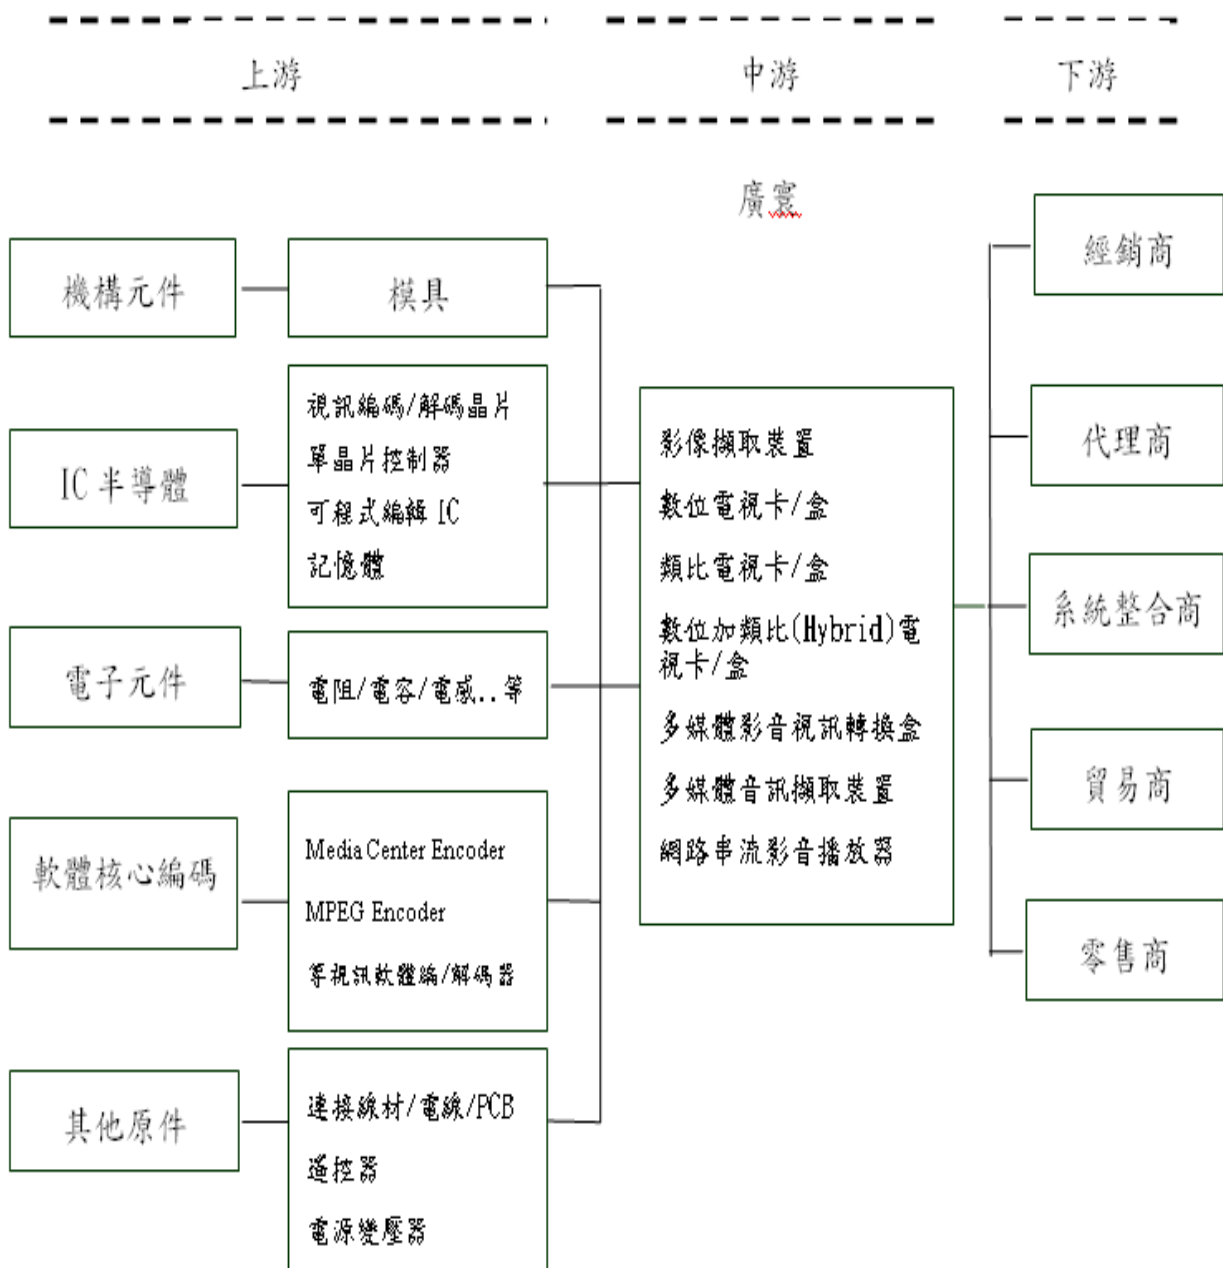 上游
中游
下游
廣寰
機構元件
模具
IC 半導體
視訊編碼/解碼晶片
單晶片控制器
可程式編輯 IC
記憶體
電子元件
電阻/電容/電感..等
軟體核心編碼
Media Center Encoder
MPEG Encoder
等視訊軟體編/解碼器
其他原件
連接線材/電線/PCB
遙控器
電源變壓器
影像擷取裝置
數位電視卡/盒
類比電視卡/盒
數位加類比(Hybrid)電
視卡/盒
多媒體影音視訊轉換盒
多媒體音訊擷取裝置
網路串流影音播放器
經銷商
代理商
系統整合商
貿易商
零售商